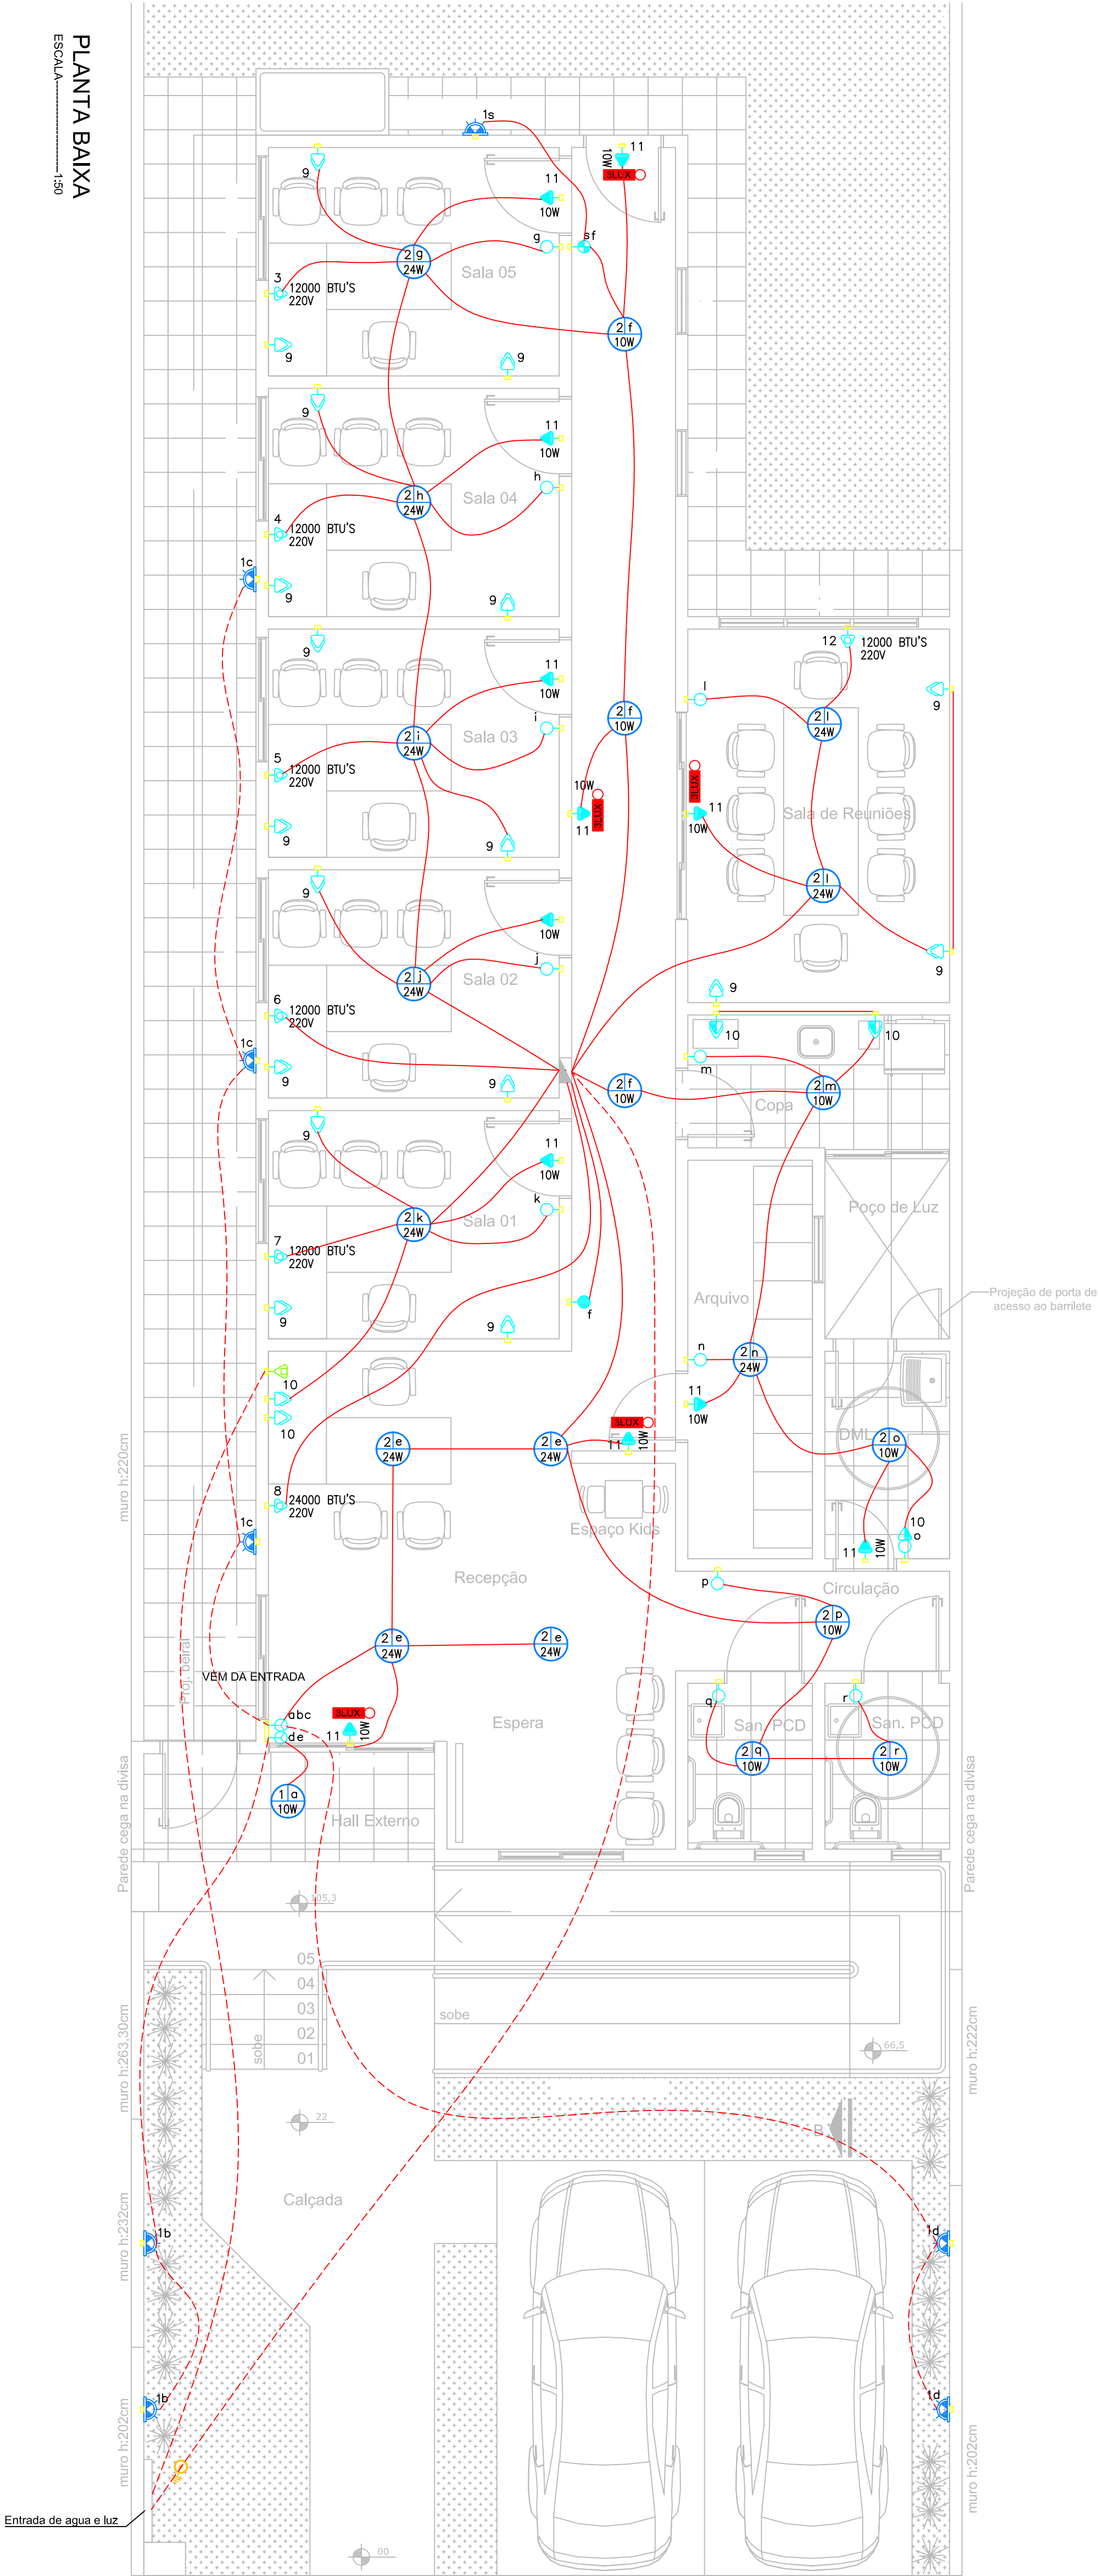 PLANTA BAIXA
ESCALA-----------------------1:50
1s
11
10W
3LUX
9
11
10W
g
sf
2 g
24W
Sala 05
3
12000 BTU'S
220V
2 f
10W
9
9
9
11
10W
h
2 h
24W
Sala 04
4
12000 BTU'S
220V
1c
9
9
9
11
10W
i
2 i
24W
Sala 03
5
12000 BTU'S
220V
2 f
10W
10W
3LUX
11
9
9
12
12000 BTU'S
220V
l
9
2 l
24W
3LUX
11
10W
Sala de Reuniões
2 l
24W
9
9
9
10W
j
2 j
24W
Sala 02
6
12000 BTU'S
220V
1c
9
9
10
10
m
2 f
10W
2 m
10W
Copa
9
11
10W
k
2 k
24W
Sala 01
7
12000 BTU'S
220V
9
9
f
Poço de Luz
Arquivo
Projeção de porta de
acesso ao barrilete
n
2 n
24W
11
10W
10
10
2 e
24W
2 e
24W
3LUX
11
10W
DML
2 o
10W
8
24000 BTU'S
220V
1c
muro h:220cm
Espaço Kids
10
o
11
10W
Recepção
p
Circulação
2 p
10W
2 e
24W
2 e
24W
Proj. beiral
VEM DA ENTRADA
abc
de
3LUX
11
10W
Espera
q
r
San. PCD
San. PCD
2 q
10W
2 r
10W
1 a
10W
Hall Externo
Parede cega na divisa
Parede cega na divisa
105,3
05
04
03
02
01
sobe
sobe
66,5
muro h:263,30cm
muro h:222cm
22
B
Calçada
muro h:232cm
1b
1d
1b
1d
muro h:202cm
muro h:202cm
Entrada de agua e luz
00